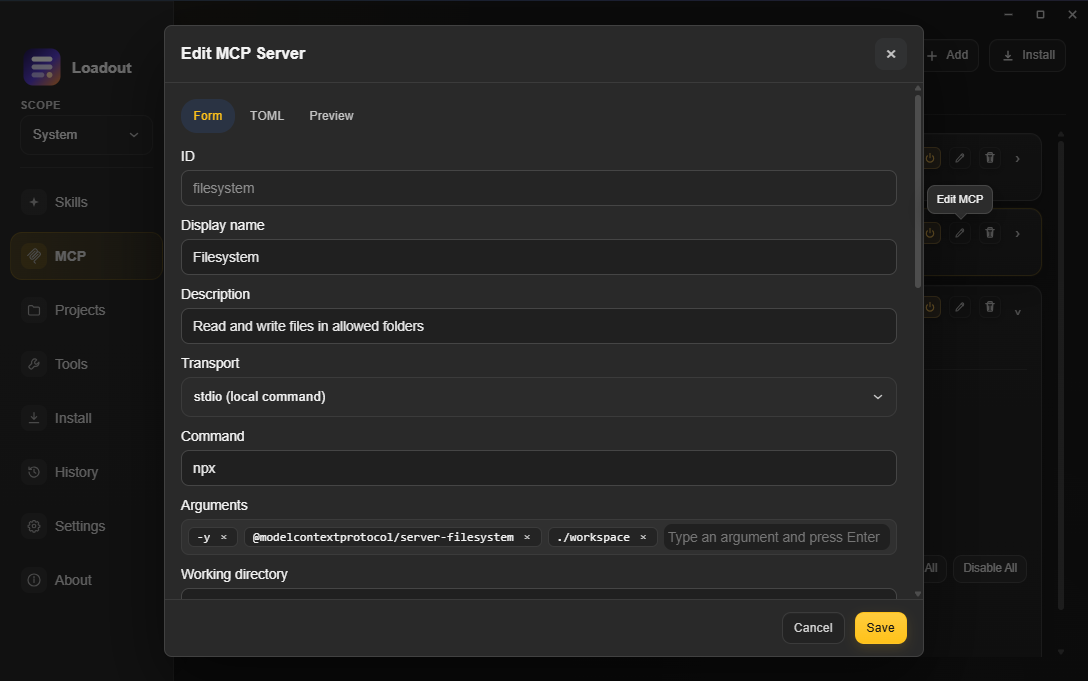 Edit MCP Server
×
Loadout
+ Add
Install
SCOPE
System
Form
TOML
Preview
ID
filesystem
Skills
Edit MCP
Display name
Filesystem
MCP
Description
Projects
Read and write files in allowed folders
Tools
Transport
stdio (local command)
Install
Command
History
npx
Arguments
Settings
-y ×
@modelcontextprotocol/server-filesystem ×
./workspace ×
Type an argument and press Enter
Working directory
About
All
Disable All
Cancel
Save